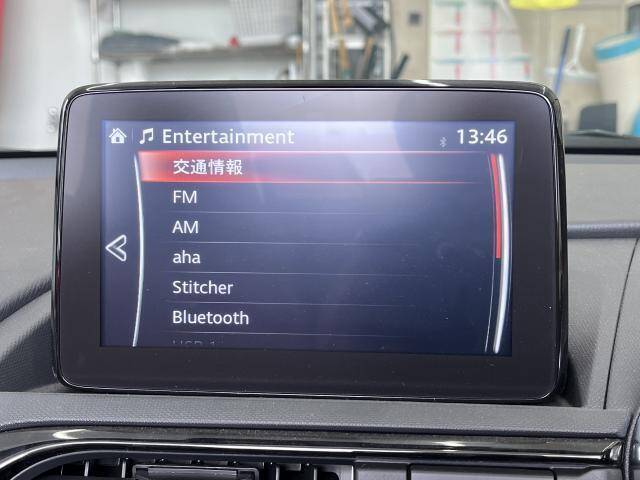 Entertainment 13:46
交通情報
FM
AM
aha
Stitcher
Bluetooth